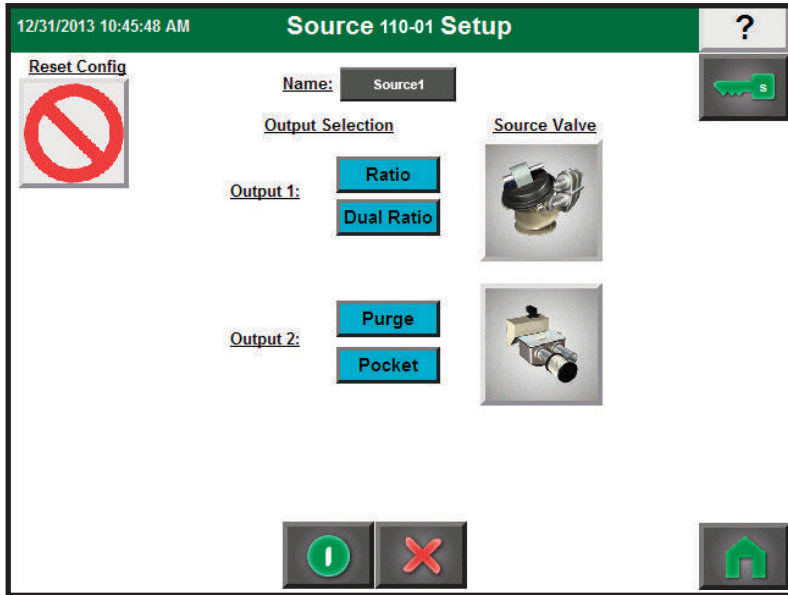 12/31/2013 10:45:48 AM
Source 110-01 Setup
?
Reset Config
Name: Source1
S
Output Selection
Source Valve
Output 1:
Ratio
Dual Ratio
Output 2:
Purge
Pocket